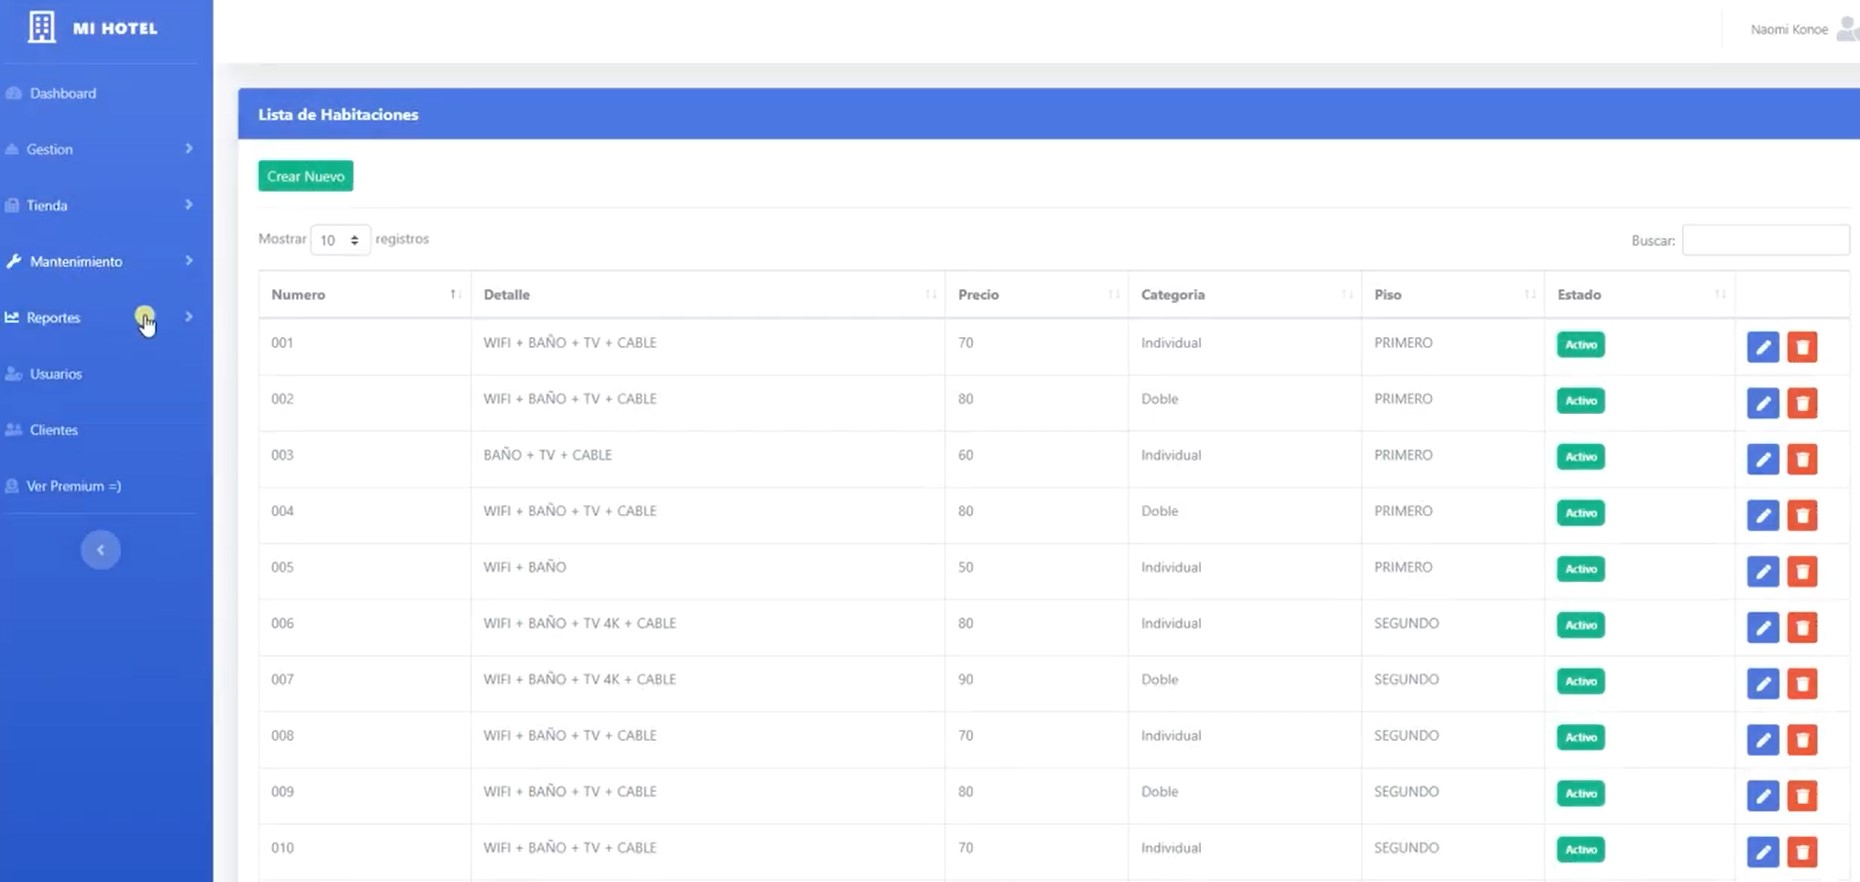 MI HOTEL
Naomi Konoe
Dashboard
Gestion
Tienda
Mantenimiento
Reportes
Usuarios
Clientes
Ver Premium =)
Lista de Habitaciones
Crear Nuevo
Mostrar 10 registros
Buscar:
Numero Detalle Precio Categoria Piso Estado
001 WIFI + BAÑO + TV + CABLE 70 Individual PRIMERO Activo
002 WIFI + BAÑO + TV + CABLE 80 Doble PRIMERO Activo
003 BAÑO + TV + CABLE 60 Individual PRIMERO Activo
004 WIFI + BAÑO + TV + CABLE 80 Doble PRIMERO Activo
005 WIFI + BAÑO 50 Individual PRIMERO Activo
006 WIFI + BAÑO + TV 4K + CABLE 80 Individual SEGUNDO Activo
007 WIFI + BAÑO + TV 4K + CABLE 90 Doble SEGUNDO Activo
008 WIFI + BAÑO + TV + CABLE 70 Individual SEGUNDO Activo
009 WIFI + BAÑO + TV + CABLE 80 Doble SEGUNDO Activo
010 WIFI + BAÑO + TV + CABLE 70 Individual SEGUNDO Activo